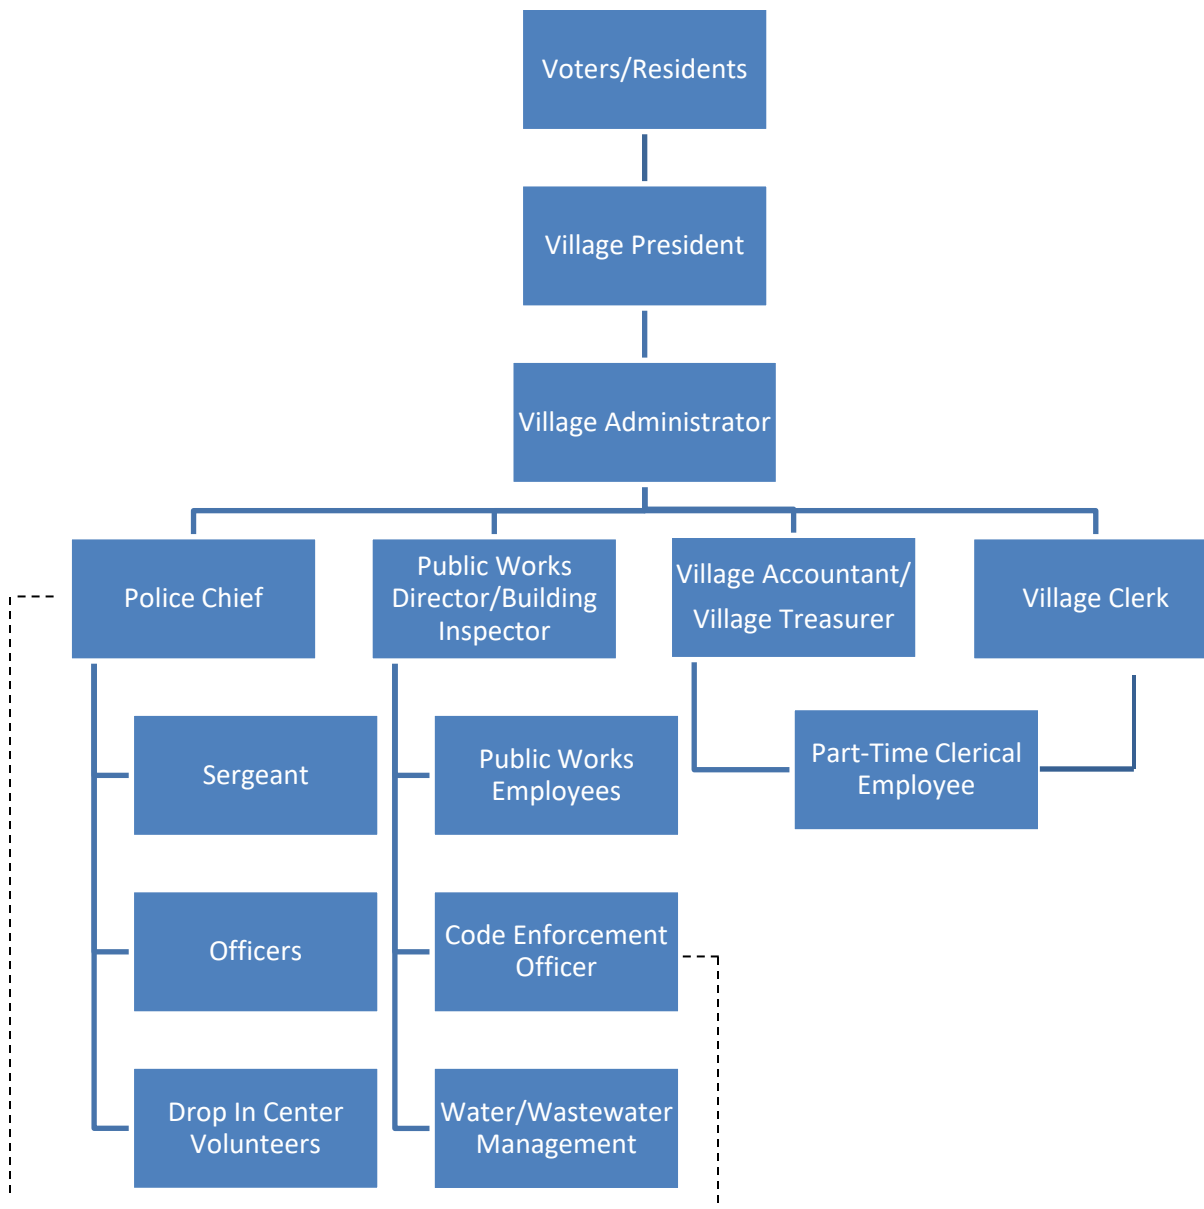 Voters/Residents
Village President
Village Administrator
Police Chief
Public Works
Director/Building
Inspector
Village Accountant/
Village Treasurer
Village Clerk
Sergeant
Public Works
Employees
Part-Time Clerical
Employee
Officers
Code Enforcement
Officer
Drop In Center
Volunteers
Water/Wastewater
Management